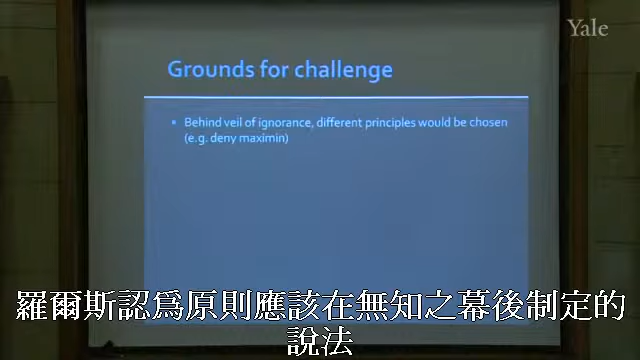 Yale
Grounds for challenge
Behind veil of ignorance, different principles would be chosen
(e.g. deny maximin)
羅爾斯認爲原則應該在無知之幕後制定的
說法